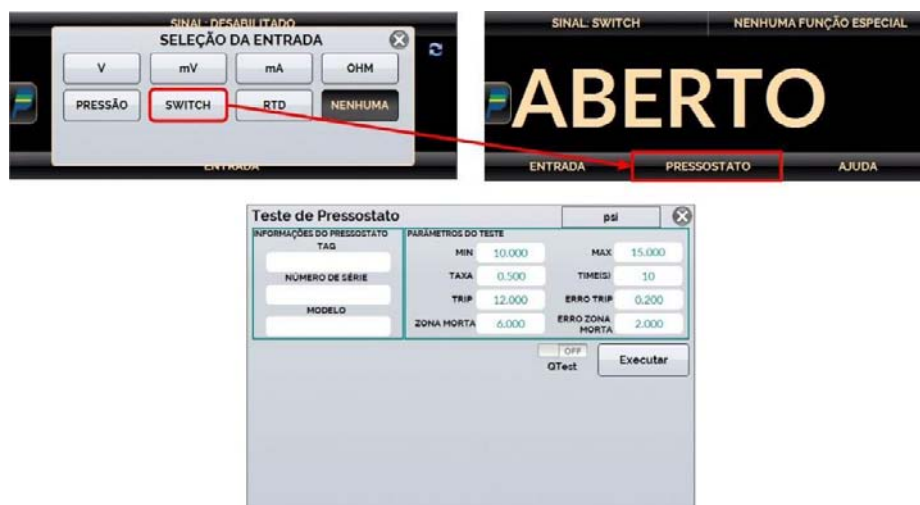 SINAL: DESABILITADO
SELEÇÃO DA ENTRADA
V mV mA OHM
PRESSÃO SWITCH RTD NENHUMA
ENTRADA
SINAL: SWITCH NENHUMA FUNÇÃO ESPECIAL
ABERTO
ENTRADA PRESSOSTATO AJUDA
Teste de Pressostato psi
INFORMAÇÕES DO PRESSOSTATO PARÂMETROS DO TESTE
TAG
MIN 10.000 MAX 15.000
NÚMERO DE SÉRIE
TAXA 0.500 TIME(S) 10
MODELO
TRIP 12.000 ERRO TRIP 0.200
ZONA MORTA 6.000 ERRO ZONA MORTA 2.000
OFF
QTest
Executar